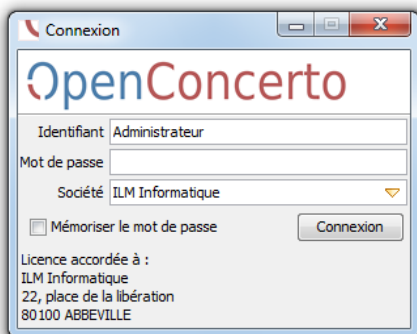 Connexion
OpenConcerto
Identifiant Administrateur
Mot de passe
Société ILM Informatique
Mémoriser le mot de passe Connexion
Licence accordée à :
ILM Informatique
22, place de la libération
80100 ABBEVILLE